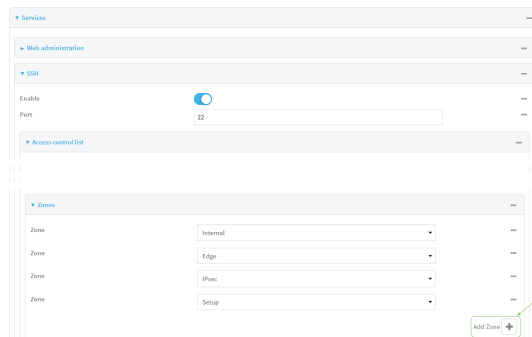 Services
Web administration
SSH
Enable
Port 22
Access control list
Zones
Zone Internal
Zone Edge
Zone IPsec
Zone Setup
Add Zone